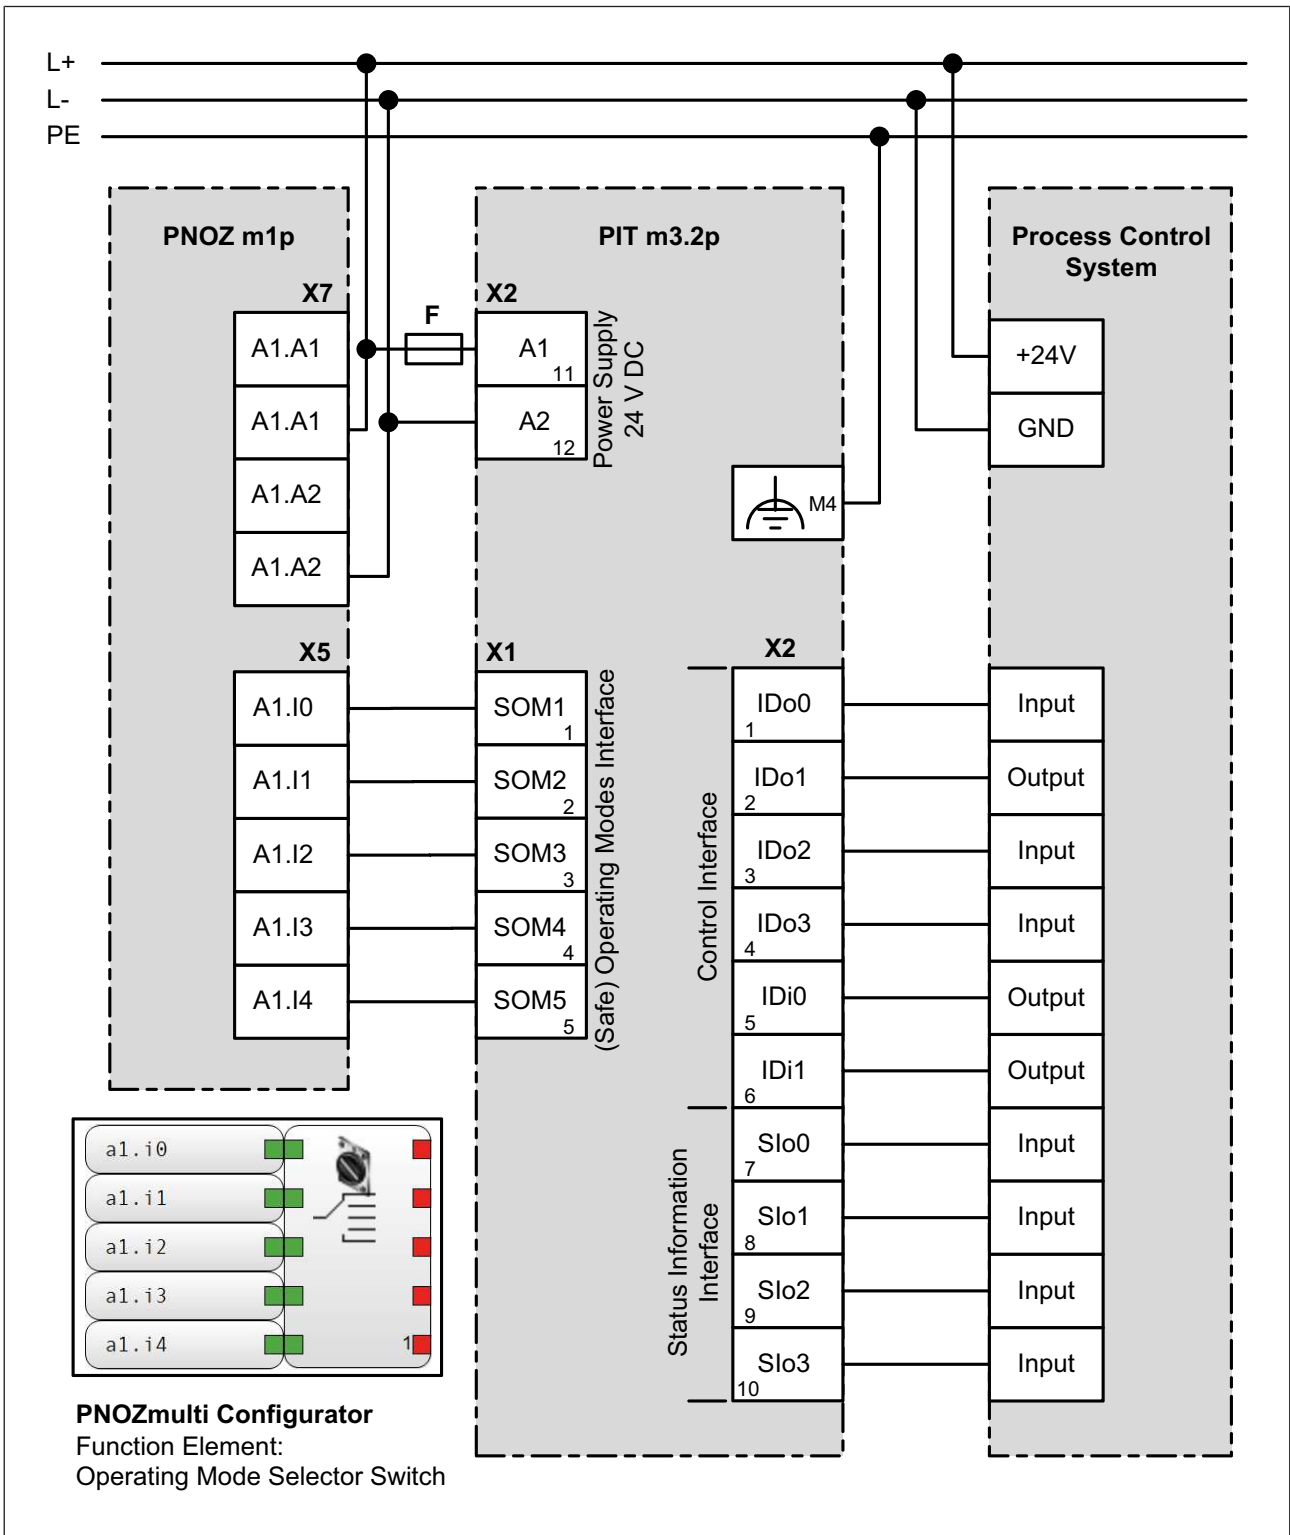 L+
L-
PE
PNOZ m1p
PIT m3.2p
Process Control
System
X7
A1.A1
A1.A1
A1.A2
A1.A2
F
X2
A1
11
A2
12
Power Supply
24 V DC
M4
+24V
GND
X5
A1.I0
A1.I1
A1.I2
A1.I3
A1.I4
X1
SOM1
1
SOM2
2
SOM3
3
SOM4
4
SOM5
5
(Safe) Operating Modes Interface
X2
Control Interface
IDo0
1
IDo1
2
IDo2
3
IDo3
4
IDi0
5
IDi1
6
Status Information
Interface
SIo0
7
SIo1
8
SIo2
9
SIo3
10
Input
Output
Input
Input
Output
Output
Input
Input
Input
Input
a1.i0
a1.i1
a1.i2
a1.i3
a1.i4
1
PNOZmulti Configurator
Function Element:
Operating Mode Selector Switch